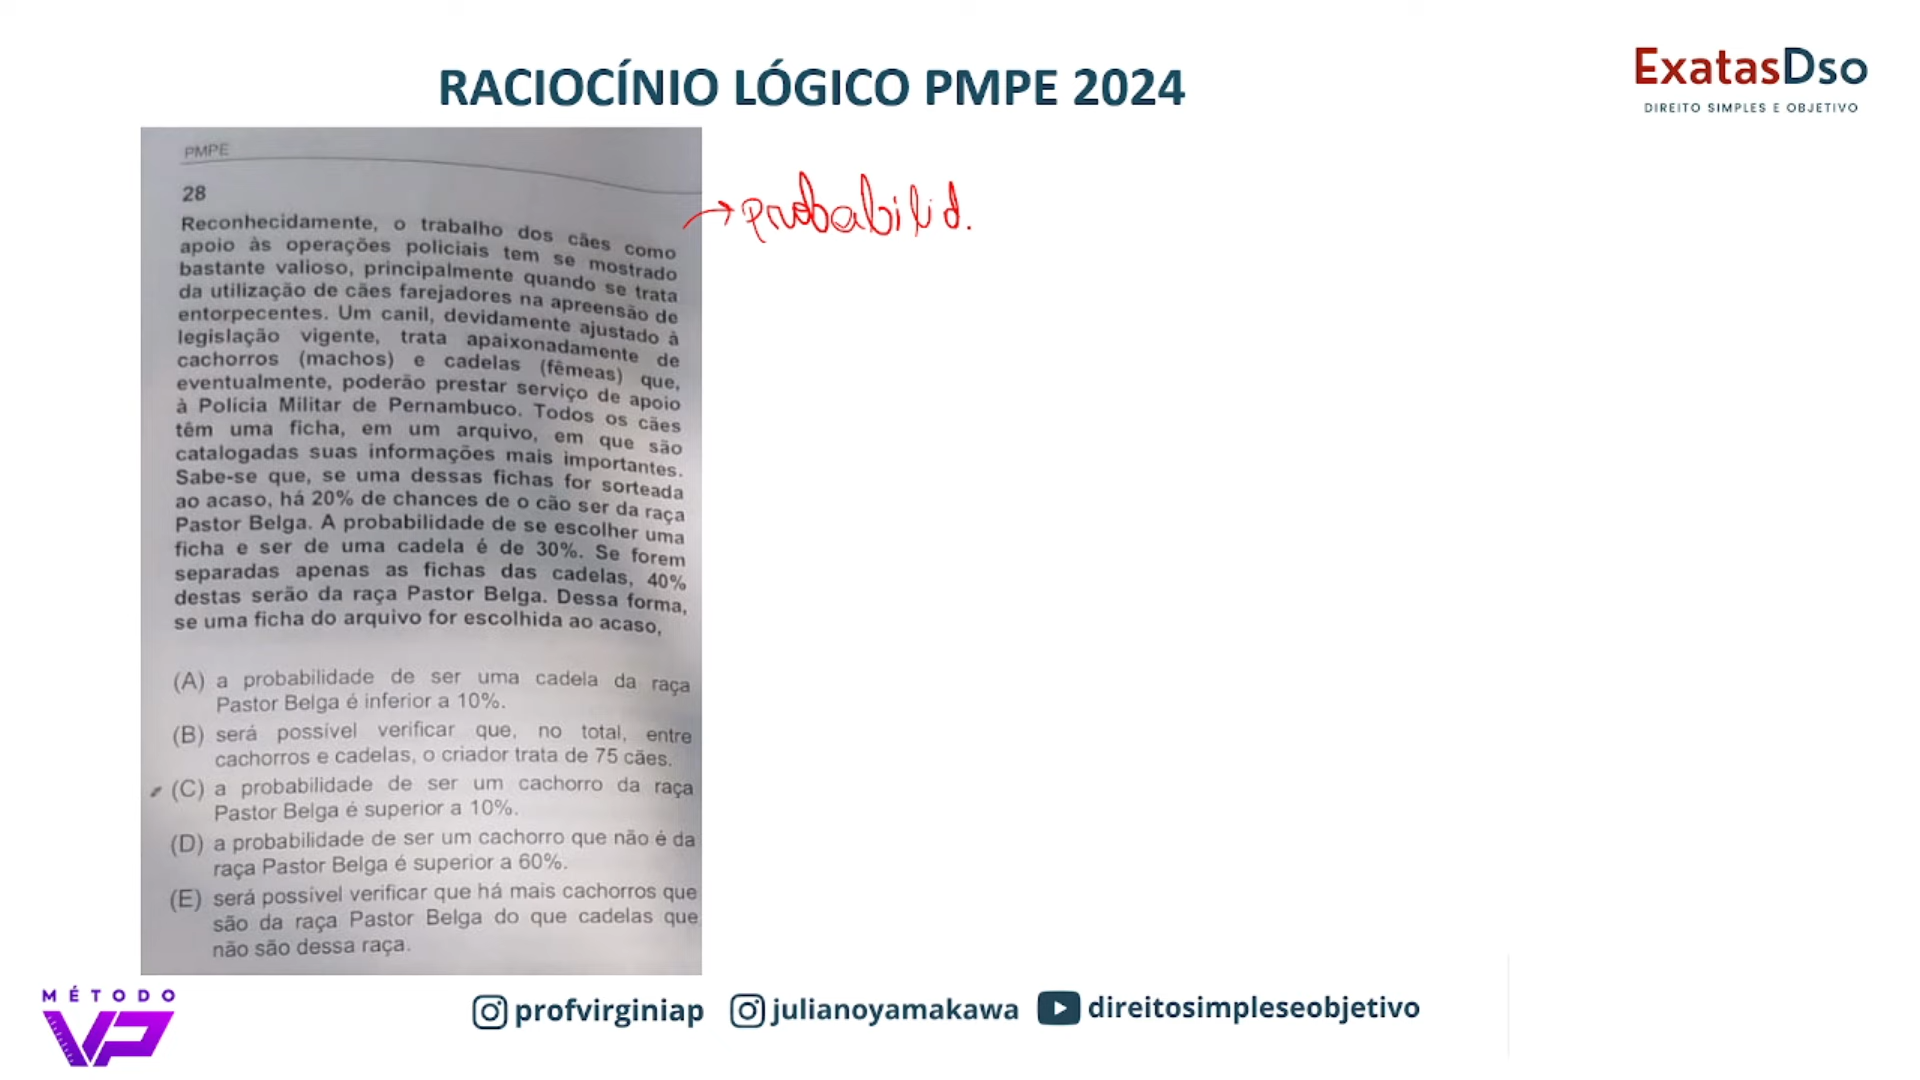 RACIOCÍNIO LÓGICO PMPE 2024
ExatasDso
DIREITO SIMPLES E OBJETIVO
PMPE
28
Reconhecidamente, o trabalho dos cães como
apoio às operações policiais tem se mostrado
bastante valioso, principalmente quando se trata
da utilização de cães farejadores na apreensão de
entorpecentes. Um canil, devidamente ajustado à
legislação vigente, trata apaixonadamente de
cachorros (machos) e cadelas (fêmeas) que,
eventualmente, poderão prestar serviço de apoio
à Polícia Militar de Pernambuco. Todos os cães
têm uma ficha, em um arquivo, em que são
catalogadas suas informações mais importantes.
Sabe-se que, se uma dessas fichas for sorteada
ao acaso, há 20% de chances de o cão ser da raça
Pastor Belga. A probabilidade de se escolher uma
ficha e ser de uma cadela é de 30%. Se forem
separadas apenas as fichas das cadelas, 40%
destas serão da raça Pastor Belga. Dessa forma,
se uma ficha do arquivo for escolhida ao acaso,
(A) a probabilidade de ser uma cadela da raça
Pastor Belga é inferior a 10%.
(B) será possível verificar que, no total, entre
cachorros e cadelas, o criador trata de 75 cães.
(C) a probabilidade de ser um cachorro da raça
Pastor Belga é superior a 10%.
(D) a probabilidade de ser um cachorro que não é da
raça Pastor Belga é superior a 60%.
(E) será possível verificar que há mais cachorros que
são da raça Pastor Belga do que cadelas que
não são dessa raça.
probabilid.
MÉTODO
VP
profvirginiap
julianoyamakawa
direitosimpleseobjetivo